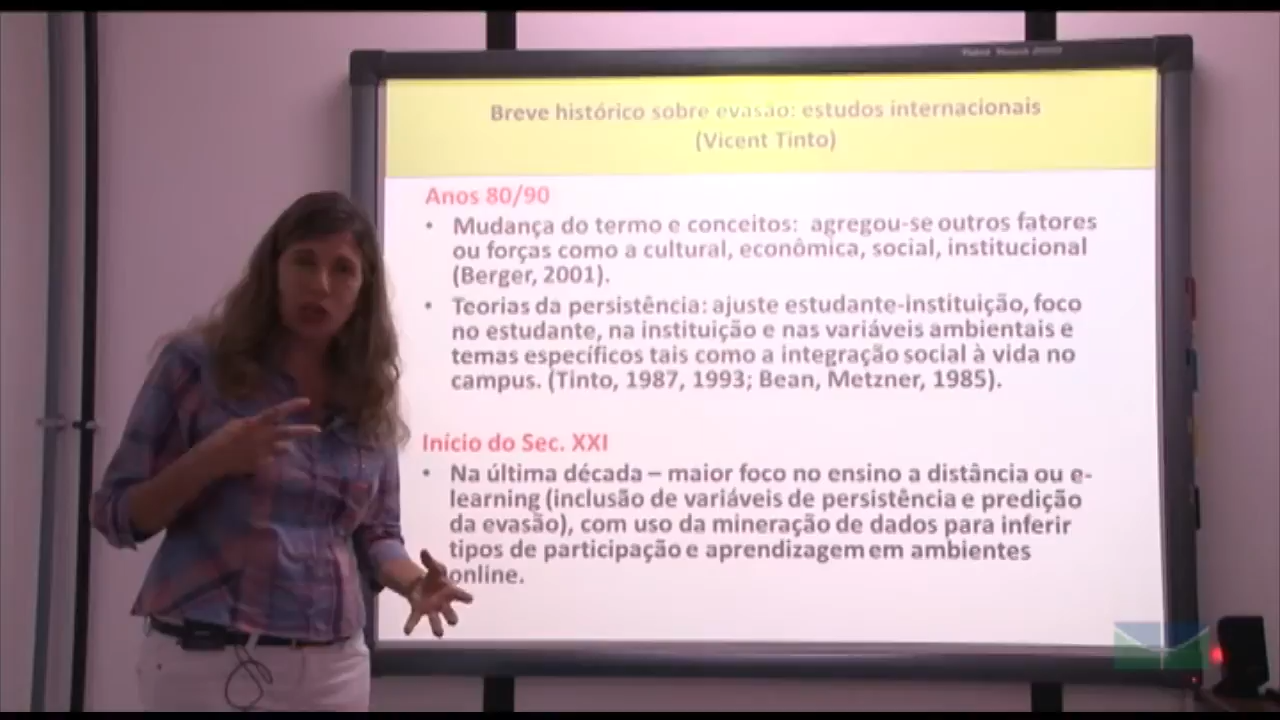 Breve histórico sobre evasão: estudos internacionais
(Vicent Tinto)
Anos 80/90
• Mudança do termo e conceitos: agregou-se outros fatores
ou forças como a cultural, econômica, social, institucional
(Berger, 2001).
• Teorias da persistência: ajuste estudante-instituição, foco
no estudante, na instituição e nas variáveis ambientais e
temas específicos tais como a integração social à vida no
campus. (Tinto, 1987, 1993; Bean, Metzner, 1985).
Início do Sec. XXI
• Na última década – maior foco no ensino a distância ou e-
learning (inclusão de variáveis de persistência e predição
da evasão), com uso da mineração de dados para inferir
tipos de participação e aprendizagem em ambientes
online.